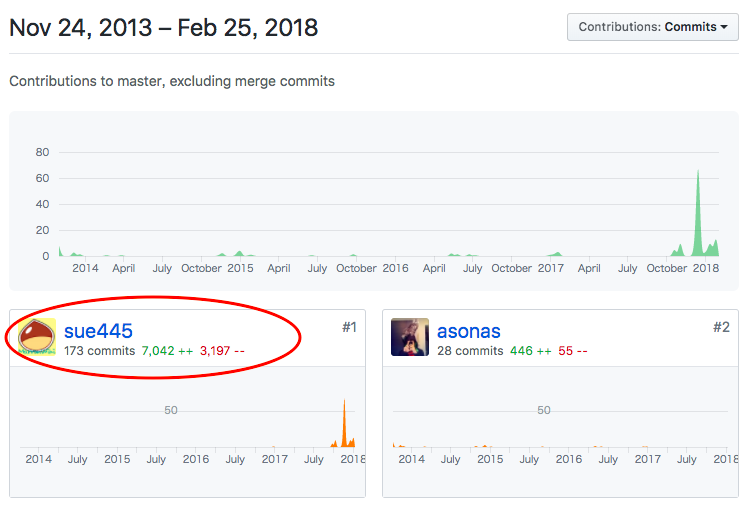 Nov 24, 2013 – Feb 25, 2018
Contributions: Commits
Contributions to master, excluding merge commits
80
60
40
20
0
2014 April July October 2015 April July October 2016 April July October 2017 April July October 2018
sue445 #1
173 commits 7,042 ++ 3,197 --
50
2014 July 2015 July 2016 July 2017 July 2018
asonas #2
28 commits 446 ++ 55 --
50
2014 July 2015 July 2016 July 2017 July 2018